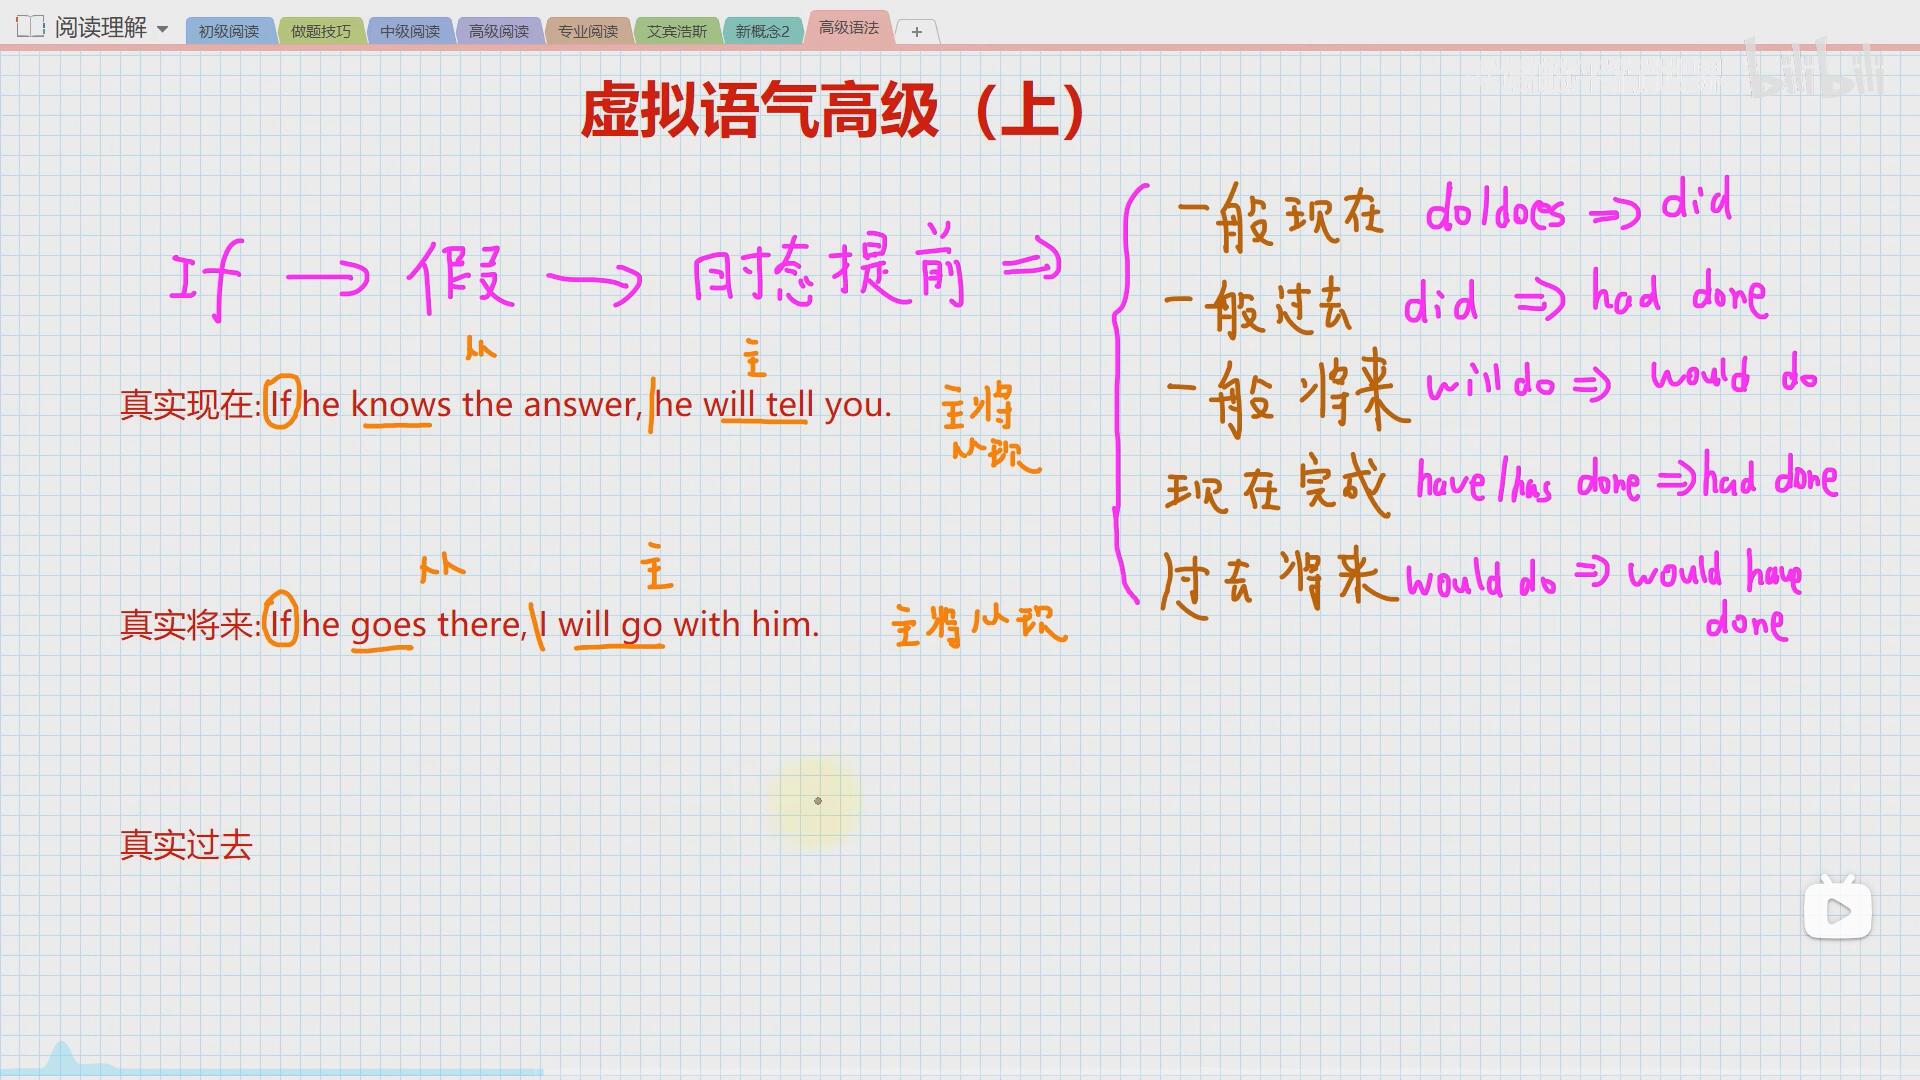 阅读理解
初级阅读 做题技巧 中级阅读 高级阅读 专业阅读 艾宾浩斯 新概念2 高级语法 +
bilibili
虚拟语气高级（上）
If → 假 → 时态提前 ⇒
一般现在 do/does ⇒ did
一般过去 did ⇒ had done
一般将来 will do ⇒ would do
现在完成 have/has done ⇒ had done
过去将来 would do ⇒ would have
done
从 主
真实现在: If he knows the answer, he will tell you.
主将
从现
从 主
真实将来: If he goes there, I will go with him.
主将从现
真实过去